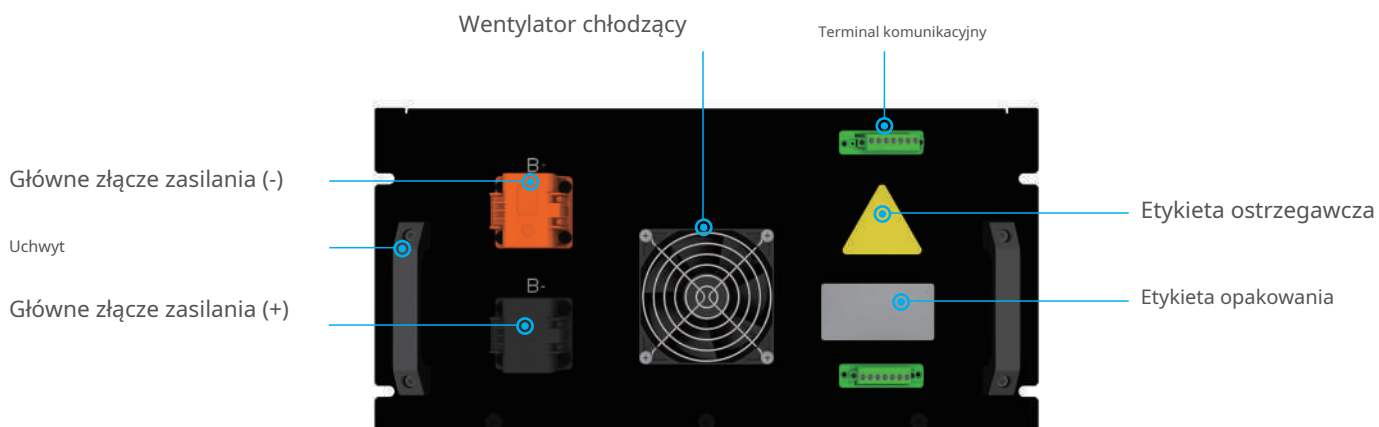 Wentylator chłodzący
Terminal komunikacyjny
B+
Główne złącze zasilania (-)
Etykieta ostrzegawcza
Uchwyt
B-
Etykieta opakowania
Główne złącze zasilania (+)